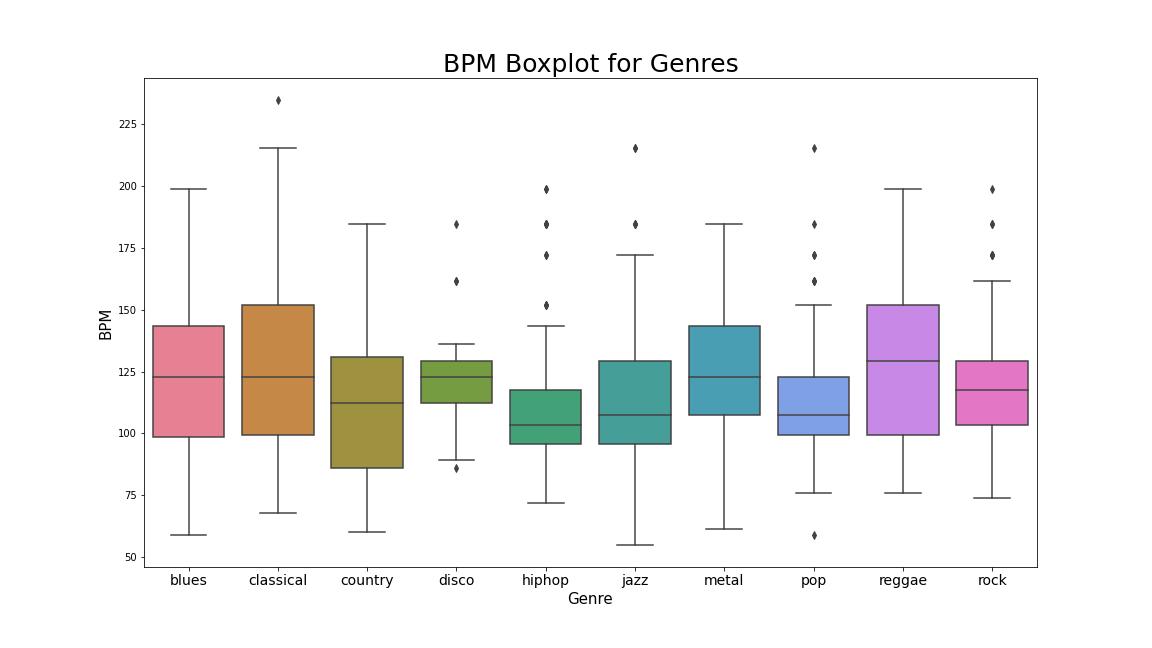 BPM Boxplot for Genres
225
200
175
150
125
100
75
50
BPM
blues classical country disco hiphop jazz metal pop reggae rock
Genre